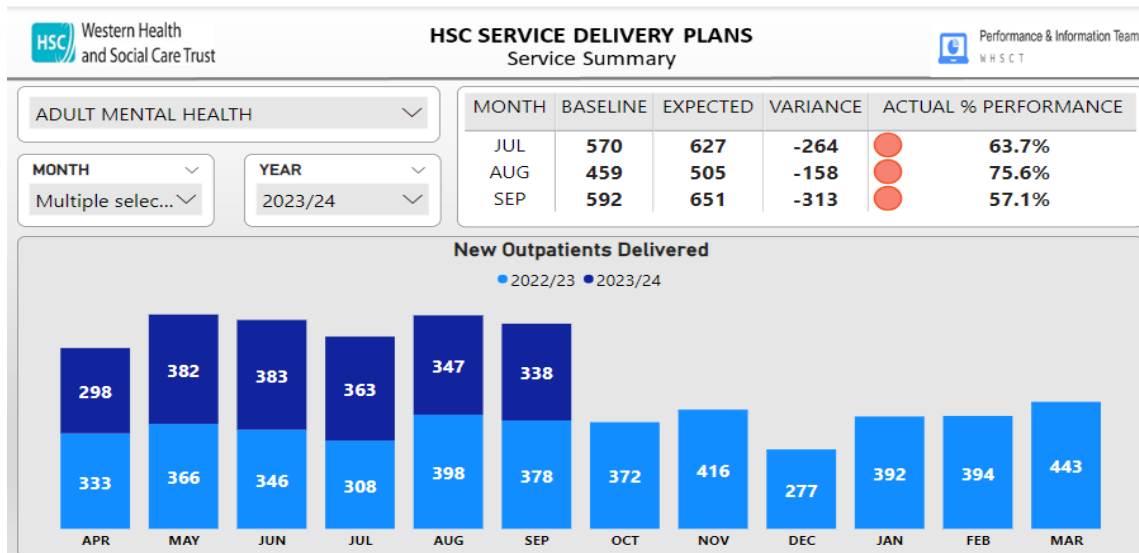 HSC
Western Health
and Social Care Trust
HSC SERVICE DELIVERY PLANS
Service Summary
Performance & Information Team
WHSCT
ADULT MENTAL HEALTH
MONTH
Multiple selec...
YEAR
2023/24
MONTH BASELINE EXPECTED VARIANCE ACTUAL % PERFORMANCE
JUL 570 627 -264 63.7%
AUG 459 505 -158 75.6%
SEP 592 651 -313 57.1%
New Outpatients Delivered
2022/23 2023/24
298 382 383 363 347 338
333 366 346 308 398 378 372 416 277 392 394 443
APR MAY JUN JUL AUG SEP OCT NOV DEC JAN FEB MAR